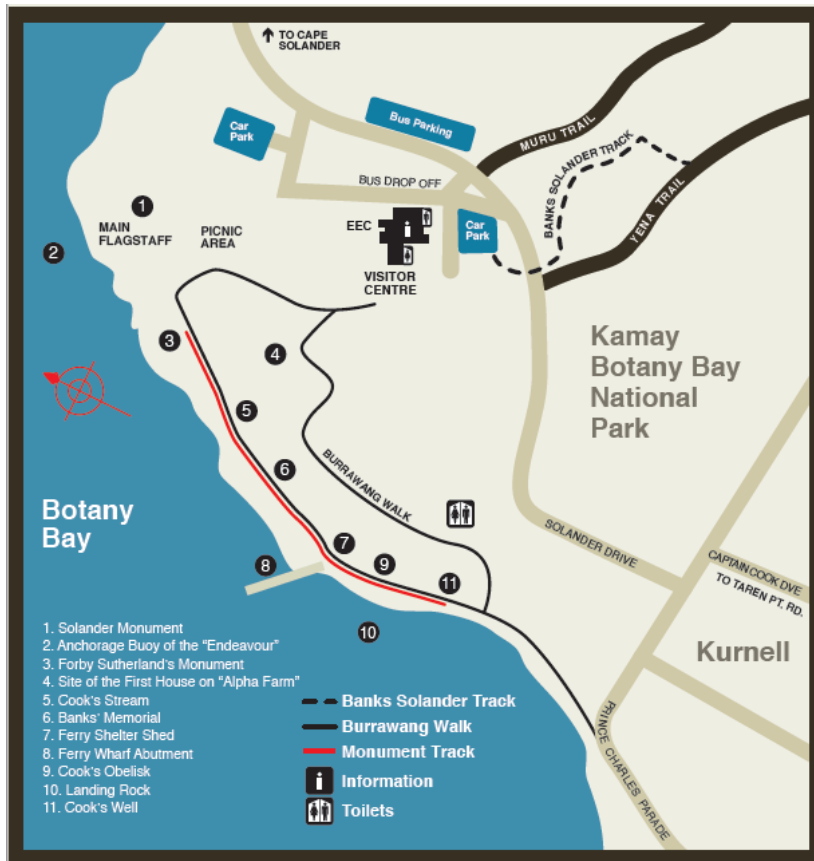 TO CAPE
SOLANDER
Car
Park
Bus Parking
MURU TRAIL
BANKS SOLANDER TRACK
YENA TRAIL
BUS DROP OFF
1
MAIN
FLAGSTAFF
PICNIC
AREA
EEC
i
Car
Park
2
VISITOR
CENTRE
3
4
Kamay
Botany Bay
National
Park
5
6
BURRAWANG WALK
Botany
Bay
7
8
9
10
11
SOLANDER DRIVE
CAPTAIN COOK DVE
TO TAREN PT. RD.
Kurnell
PRINCE CHARLES PARADE
1. Solander Monument
2. Anchorage Buoy of the "Endeavour"
3. Forby Sutherland's Monument
4. Site of the First House on "Alpha Farm"
5. Cook's Stream
6. Banks' Memorial
7. Ferry Shelter Shed
8. Ferry Wharf Abutment
9. Cook's Obelisk
10. Landing Rock
11. Cook's Well
Banks Solander Track
Burrawang Walk
Monument Track
i Information
Toilets